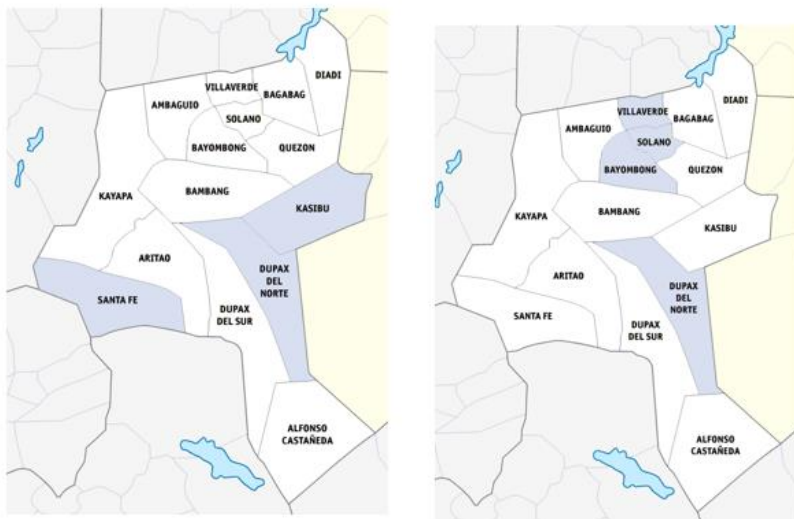 DIADI
VILLAVERDE
BAGABAG
AMBAGUIO
SOLANO
BAYOMBONG
QUEZON
BAMBANG
KAYAPA
KASIBU
ARITAO
DUPAX
DEL
NORTE
SANTA FE
DUPAX
DEL SUR
ALFONSO
CASTAÑEDA
DIADI
VILLAVERDE
BAGABAG
AMBAGUIO
SOLANO
BAYOMBONG
QUEZON
BAMBANG
KAYAPA
KASIBU
ARITAO
DUPAX
DEL
NORTE
SANTA FE
DUPAX
DEL SUR
ALFONSO
CASTAÑEDA